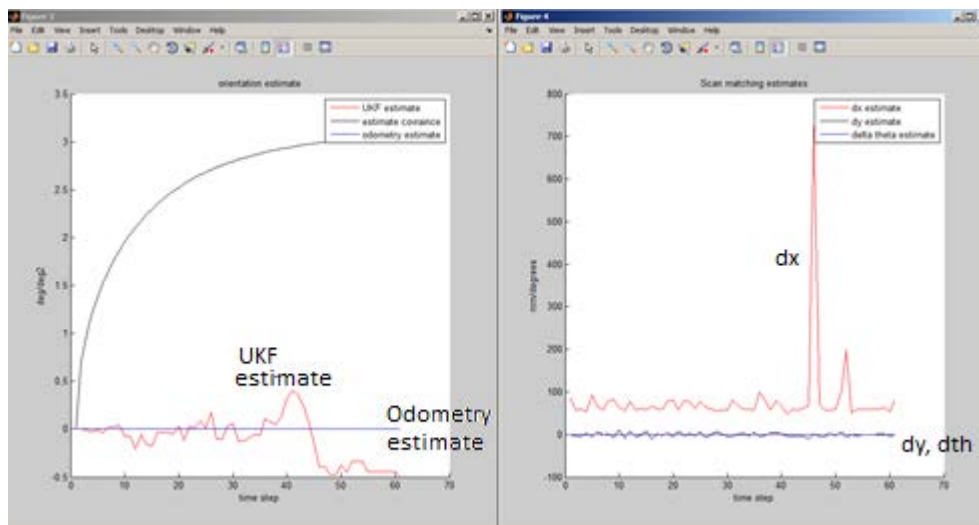 Figure 3
File Edit View Insert Tools Desktop Window Help
orientation estimate
3.5
3
2.5
2
1.5
1
0.5
0
-0.5
deg/deg2
UKF estimate
estimate covraince
odometry estimate
UKF
estimate
Odometry
estimate
0 10 20 30 40 50 60 70
time step
Figure 4
File Edit View Insert Tools Desktop Window Help
Scan matching estimates
800
700
600
500
400
300
200
100
0
-100
mm/degrees
dx estimate
dy estimate
delta theta estimate
dx
dy, dth
0 10 20 30 40 50 60 70
time step